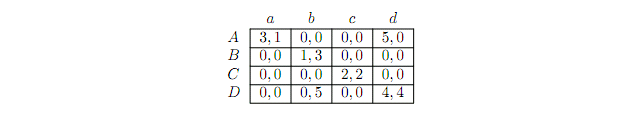 a b c d
A 3, 1 0, 0 0, 0 5, 0
B 0, 0 1, 3 0, 0 0, 0
C 0, 0 0, 0 2, 2 0, 0
D 0, 0 0, 5 0, 0 4, 4